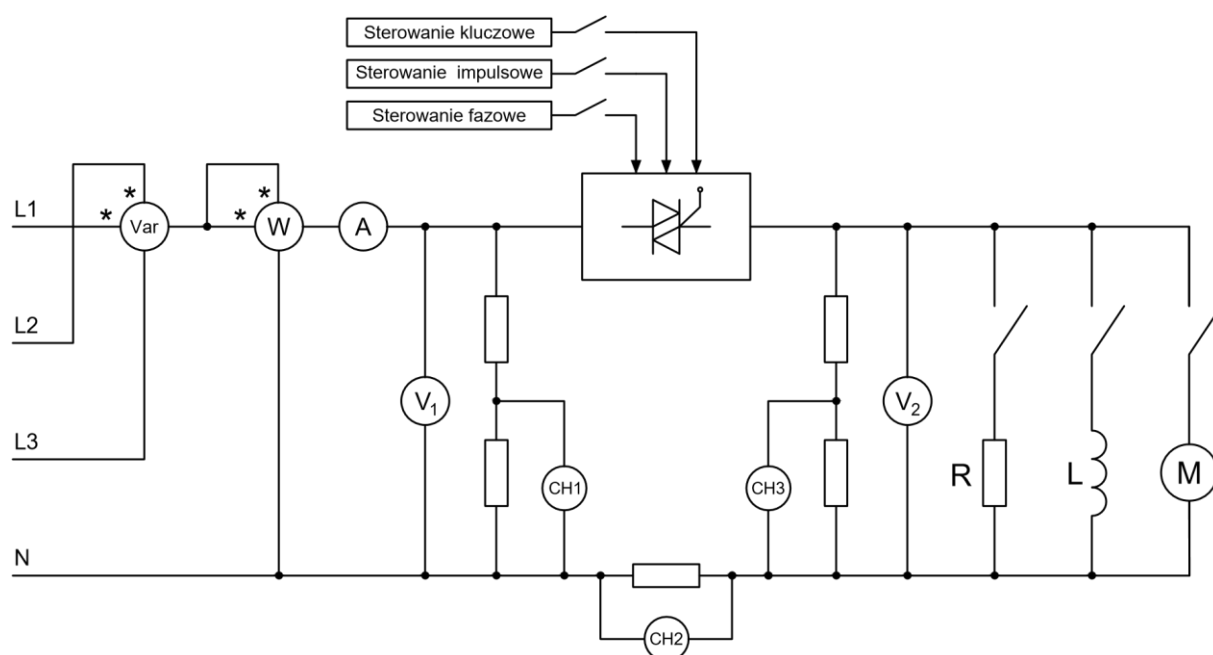 Sterowanie kluczowe
Sterowanie impulsowe
Sterowanie fazowe
L1
* *
Var
* *
W
A
L2
V₁
V₂
L3
CH1
CH3
R
L
M
N
CH2